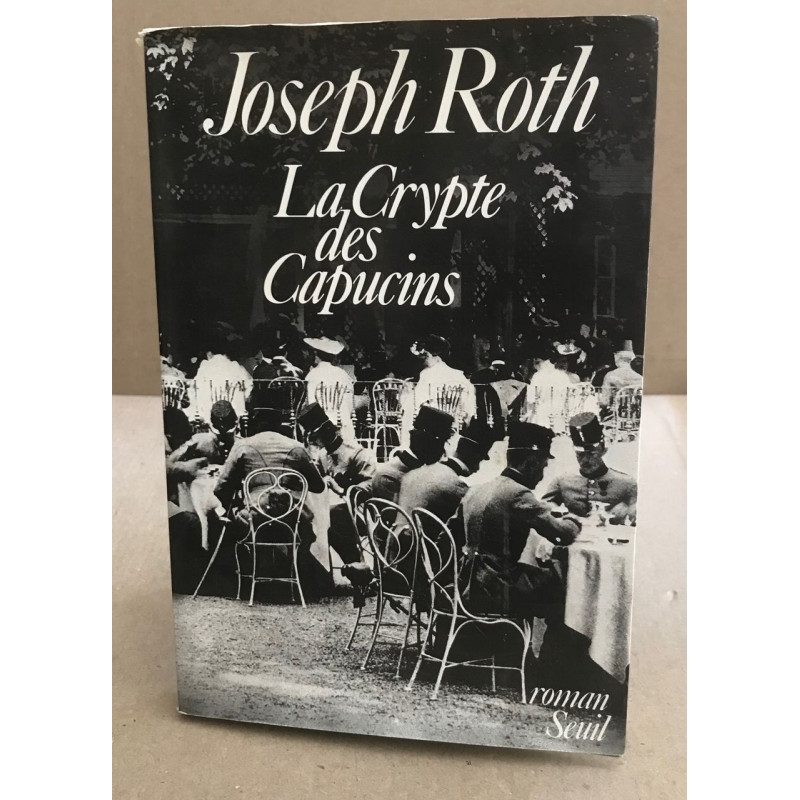 Joseph Roth
La Crypte
des
Capucins
roman
Seuil